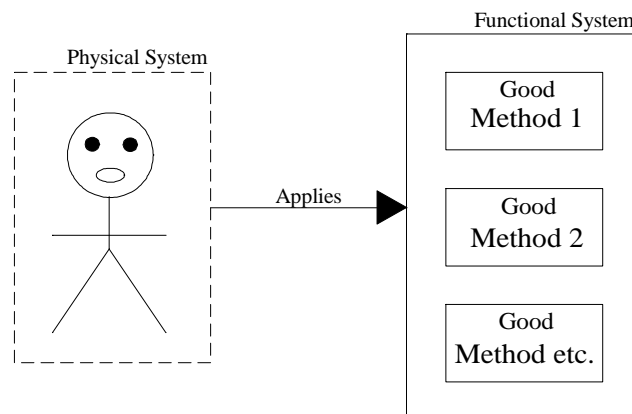 Functional System
Physical System
Good
Method 1
Applies
Good
Method 2
Good
Method etc.